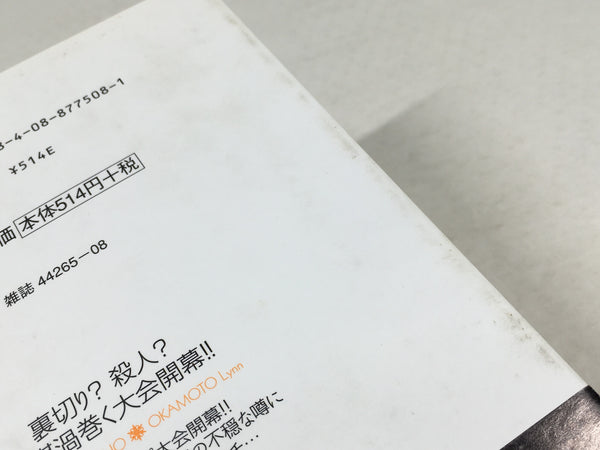 8-4-08-877508-1
¥514E
価 本体514円+税
雑誌 44265-08
裏切り? 殺人?
渦巻く大会開幕!!
OKAMOTO Lynn
大会開幕!!
の不穏な噂に